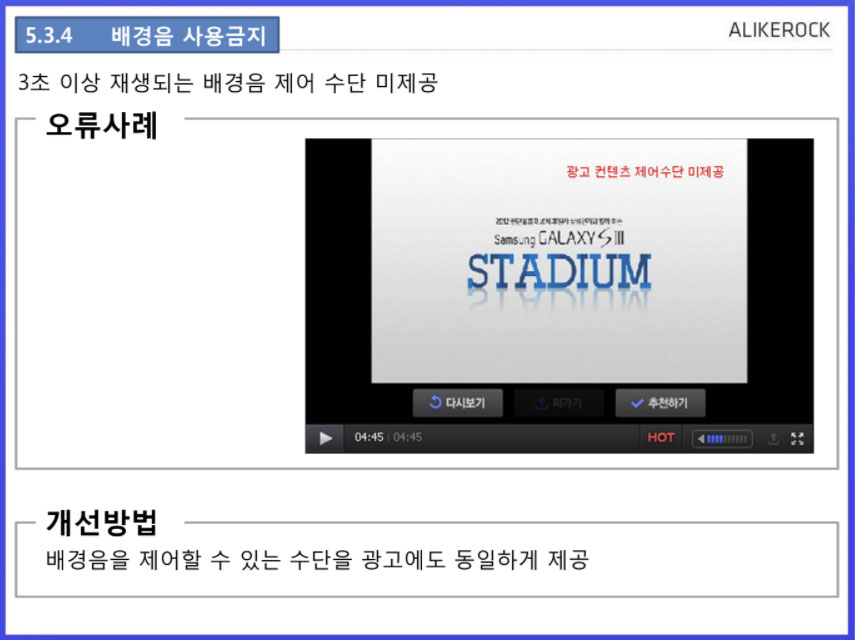 5.3.4 배경음 사용금지
ALIKEROCK
3초 이상 재생되는 배경음 제어 수단 미제공
오류사례
광고 컨텐츠 제어수단 미제공
2012
Samsung GALAXY S III
STADIUM
다시보기
퍼가기
추천하기
04:45 | 04:45
HOT
개선방법
배경음을 제어할 수 있는 수단을 광고에도 동일하게 제공